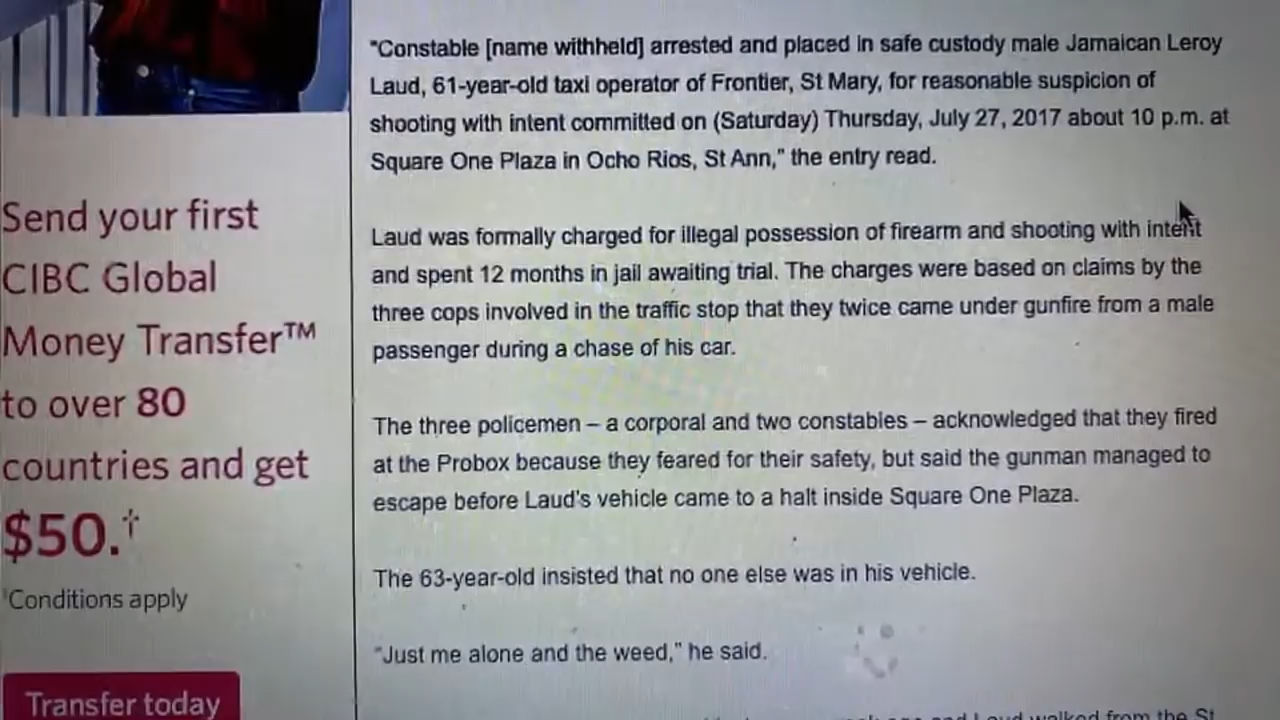 "Constable [name withheld] arrested and placed in safe custody male Jamaican Leroy
Laud, 61-year-old taxi operator of Frontier, St Mary, for reasonable suspicion of
shooting with intent committed on (Saturday) Thursday, July 27, 2017 about 10 p.m. at
Square One Plaza in Ocho Rios, St Ann," the entry read.
Laud was formally charged for illegal possession of firearm and shooting with intent
and spent 12 months in jail awaiting trial. The charges were based on claims by the
three cops involved in the traffic stop that they twice came under gunfire from a male
passenger during a chase of his car.
The three policemen – a corporal and two constables – acknowledged that they fired
at the Probox because they feared for their safety, but said the gunman managed to
escape before Laud's vehicle came to a halt inside Square One Plaza.
The 63-year-old insisted that no one else was in his vehicle.
"Just me alone and the weed," he said.
and Laud walked from the St
Send your first
CIBC Global
Money Transfer™
to over 80
countries and get
$50.†
†Conditions apply
Transfer today